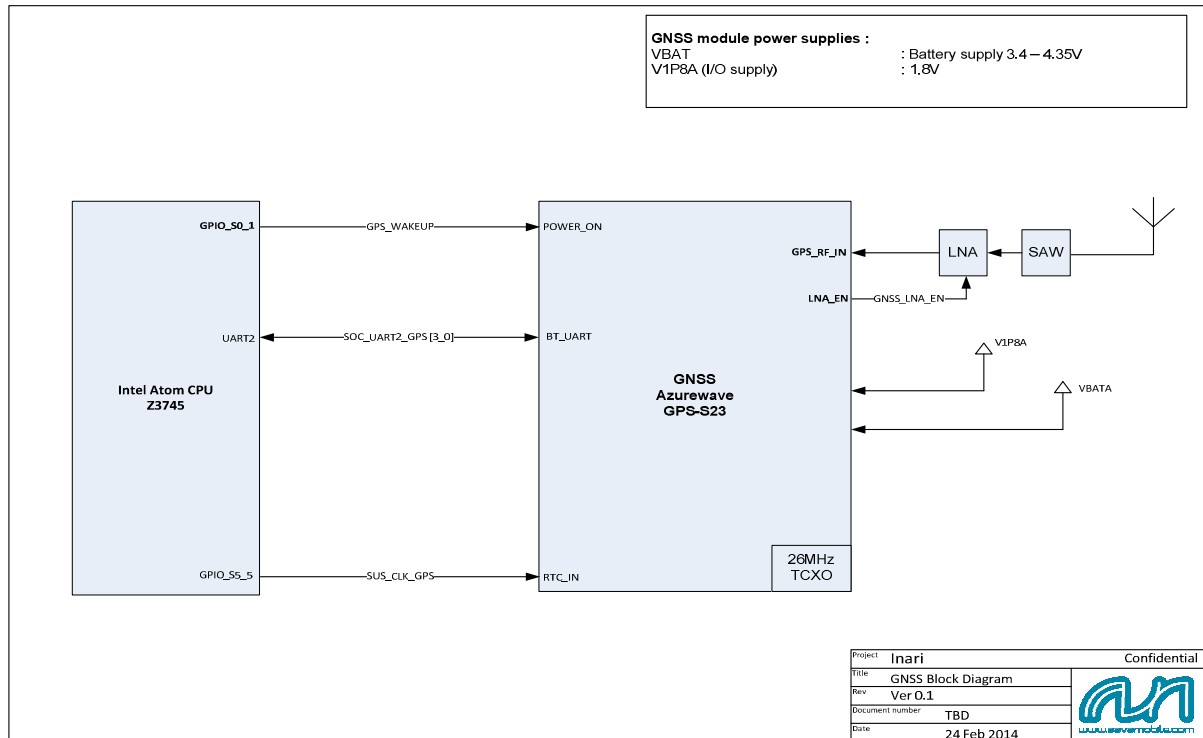 GNSS module power supplies :
VBAT : Battery supply 3.4 – 4.35V
V1P8A (I/O supply) : 1.8V
GPIO_S0_1
GPS_WAKEUP
POWER_ON
GPS_RF_IN
LNA
SAW
LNA_EN
GNSS_LNA_EN
UART2
SOC_UART2_GPS[3_0]
BT_UART
V1P8A
Intel Atom CPU
Z3745
GNSS
Azurewave
GPS-S23
VBATA
GPIO_S5_5
SUS_CLK_GPS
RTC_IN
26MHz
TCXO
Project Inari Confidential
Title GNSS Block Diagram
Rev Ver 0.1
Document number TBD
Date 24 Feb 2014